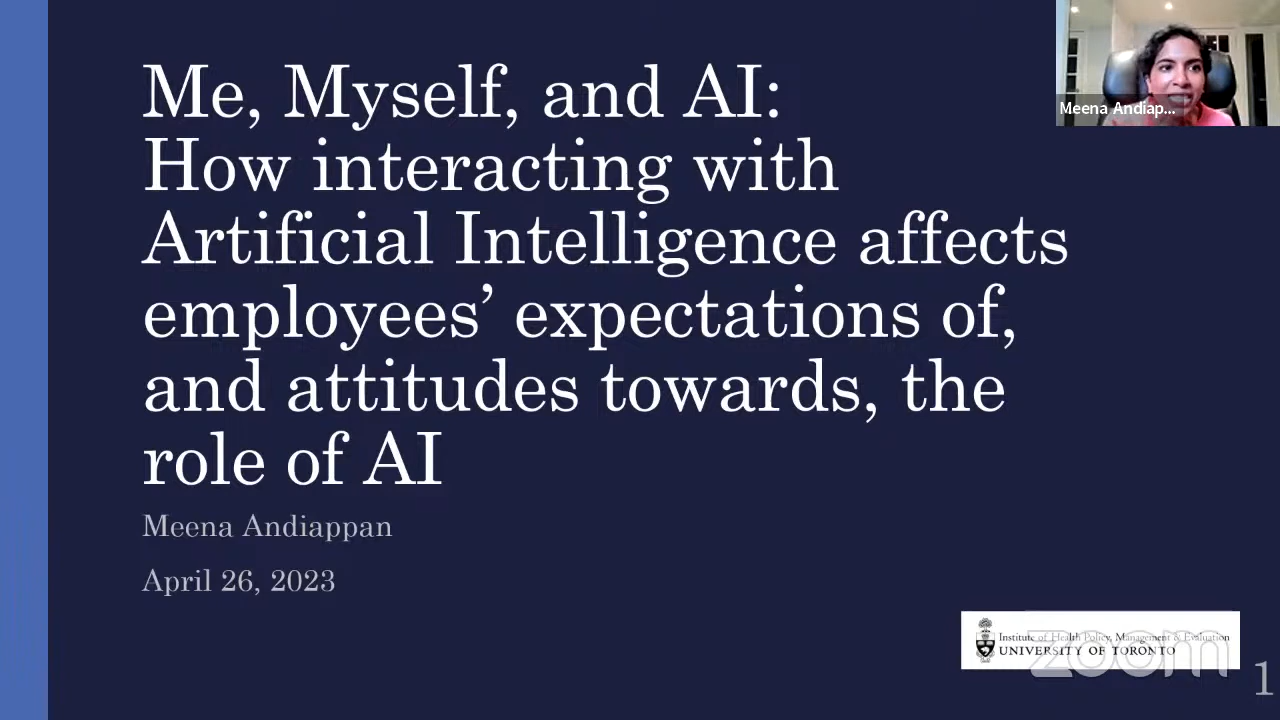 Me, Myself, and AI:
How interacting with
Artificial Intelligence affects
employees’ expectations of,
and attitudes towards, the
role of AI
Meena Andiappan
April 26, 2023
Meena Andiap...
Institute of Health Policy, Management & Evaluation
UNIVERSITY OF TORONTO
zoom
1